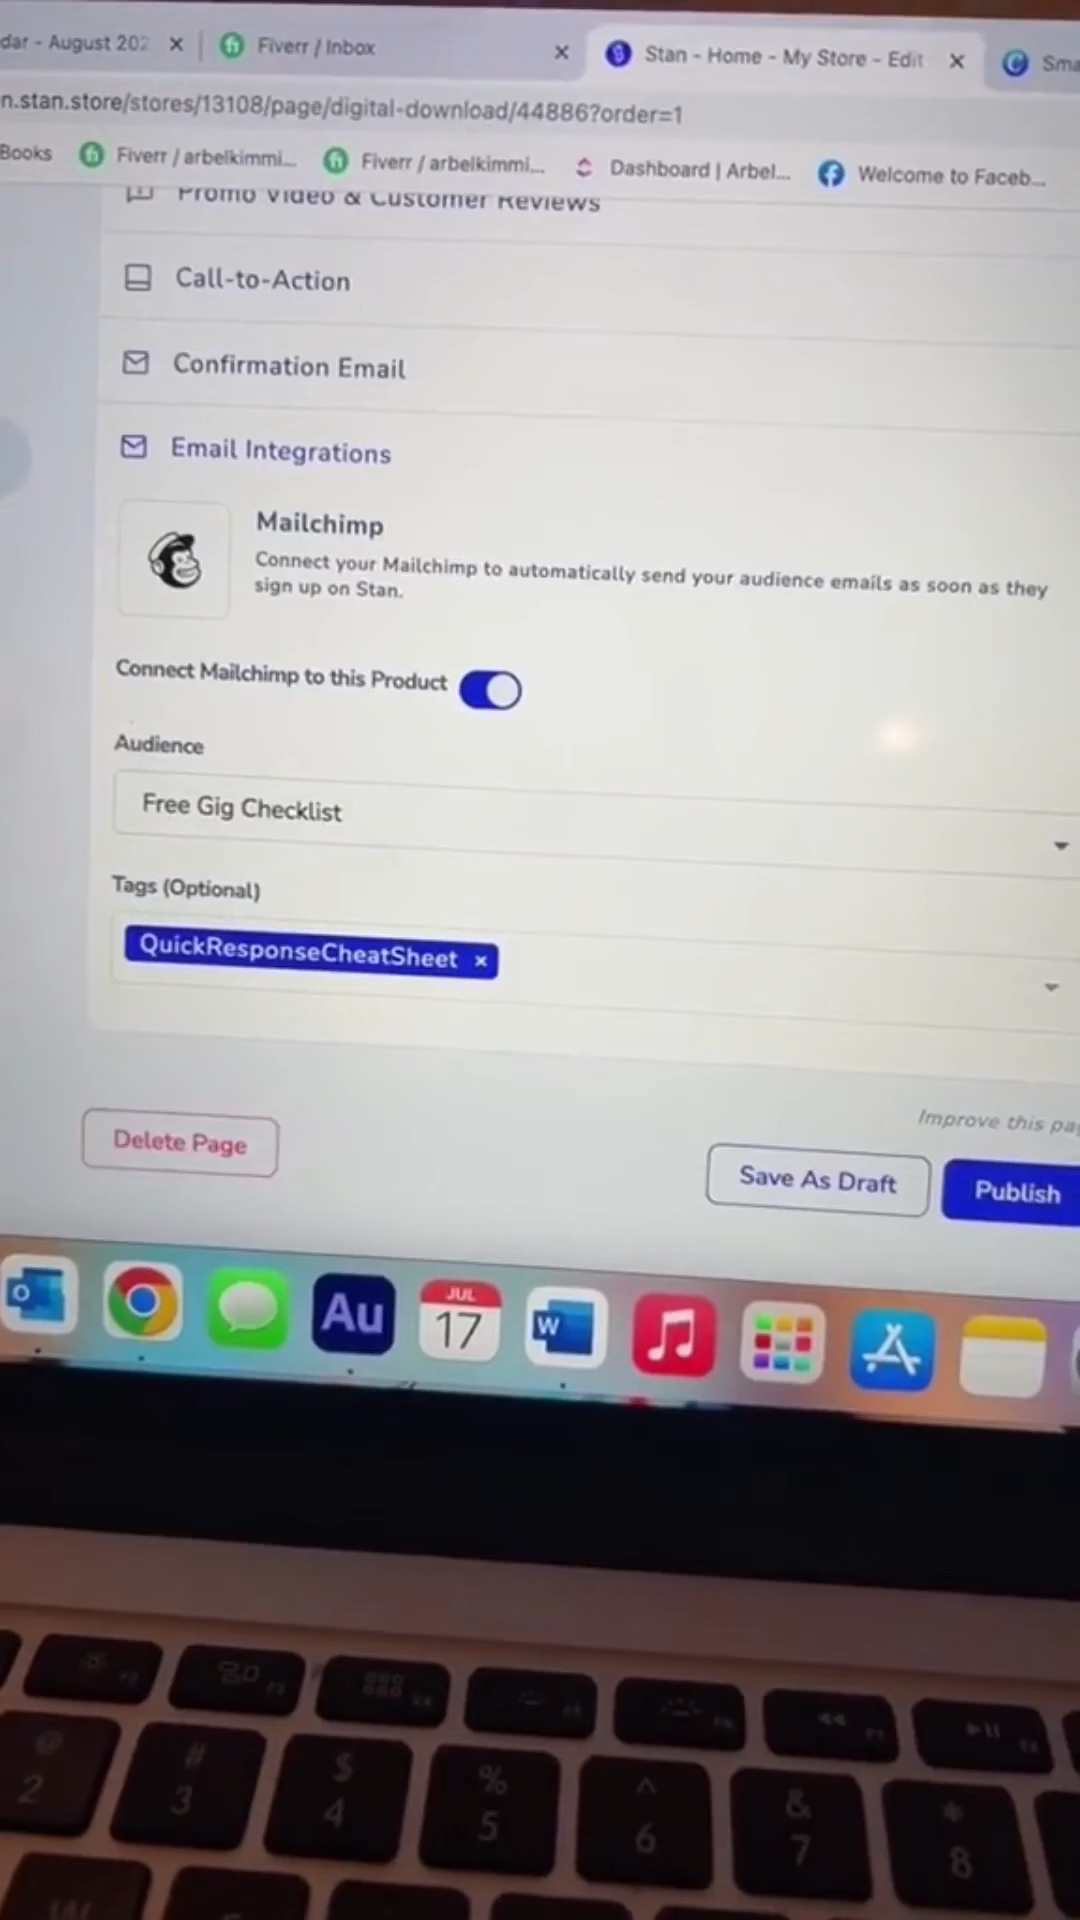 dar - August 202
Fiverr / Inbox
Stan - Home - My Store - Edit
Sma
n.stan.store/stores/13108/page/digital-download/44886?order=1
Books
Fiverr / arbelkimmi...
Fiverr / arbelkimmi...
Dashboard | Arbel...
Welcome to Faceb...
Promo Video & Customer Reviews
Call-to-Action
Confirmation Email
Email Integrations
Mailchimp
Connect your Mailchimp to automatically send your audience emails as soon as they
sign up on Stan.
Connect Mailchimp to this Product
Audience
Free Gig Checklist
Tags (Optional)
QuickResponseCheatSheet ×
Improve this pa
Delete Page
Save As Draft
Publish
Au
JUL
17
W
@ # $ % ^ & *
2 3 4 5 6 7 8